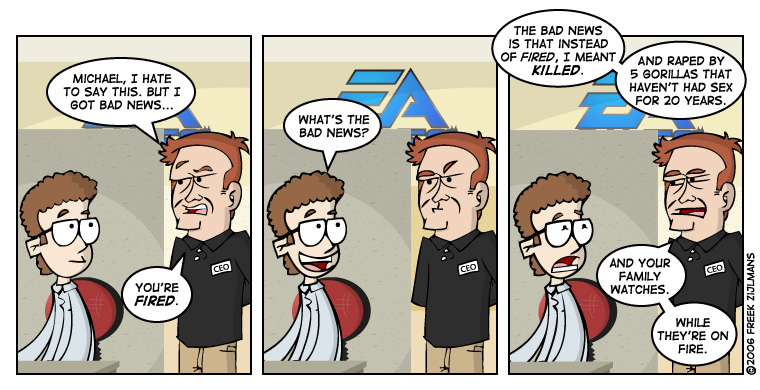 MICHAEL, I HATE
TO SAY THIS. BUT I
GOT BAD NEWS...
YOU'RE
FIRED.
CEO
EA
WHAT'S THE
BAD NEWS?
CEO
THE BAD NEWS
IS THAT INSTEAD
OF FIRED, I MEANT
KILLED.
AND RAPED BY
5 GORILLAS THAT
HAVEN'T HAD SEX
FOR 20 YEARS.
EA
AND YOUR
FAMILY
WATCHES.
CEO
WHILE
THEY'RE ON
FIRE.
©2006 FREEK ZIJLMANS